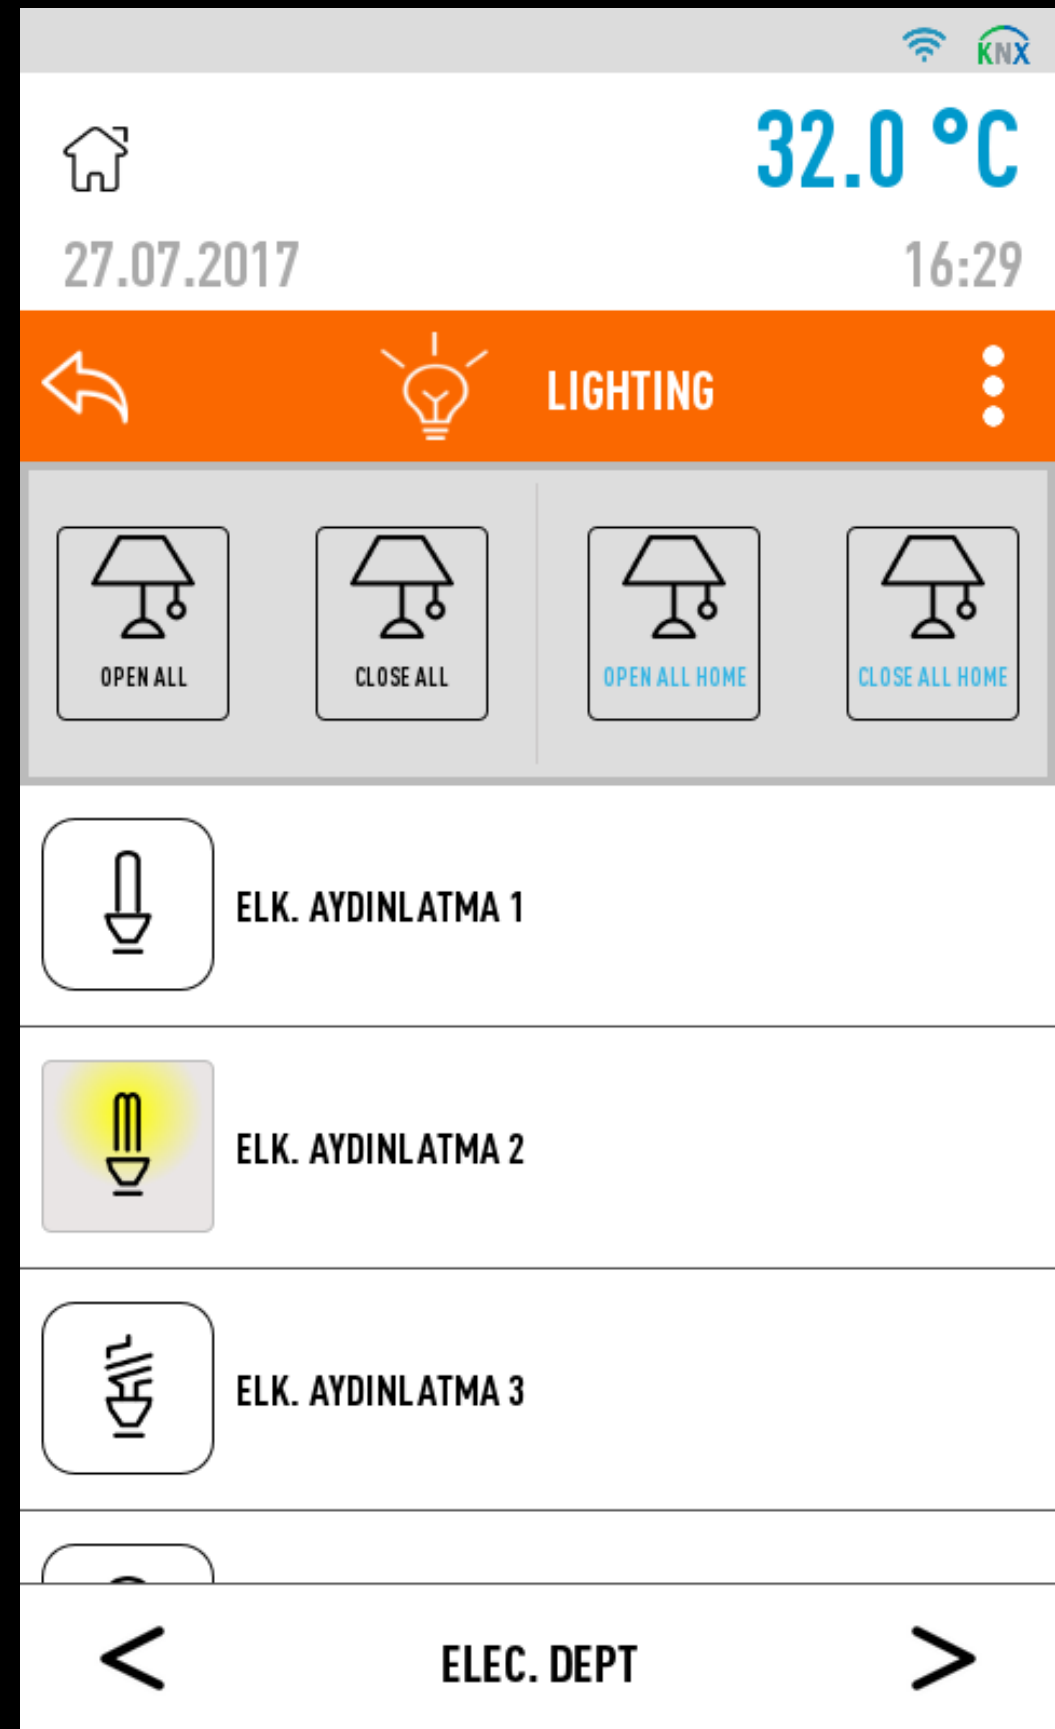 KNX
32.0 °C
27.07.2017 16:29
LIGHTING
OPEN ALL CLOSE ALL OPEN ALL HOME CLOSE ALL HOME
ELK. AYDINLATMA 1
ELK. AYDINLATMA 2
ELK. AYDINLATMA 3
< ELEC. DEPT >